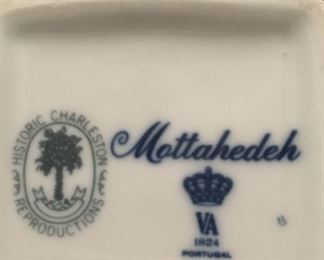 HISTORIC CHARLESTON
REPRODUCTIONS
Mottahedeh
VA
1824
PORTUGAL